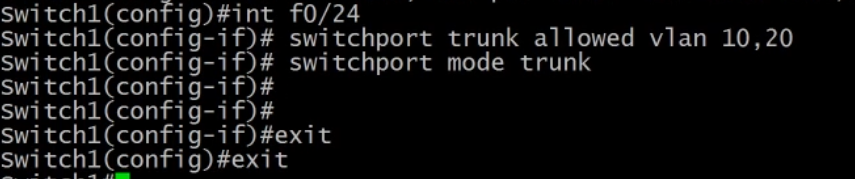 Switch1(config)#int f0/24
Switch1(config-if)# switchport trunk allowed vlan 10,20
Switch1(config-if)# switchport mode trunk
Switch1(config-if)#
Switch1(config-if)#
Switch1(config-if)#exit
Switch1(config)#exit
Switch1#